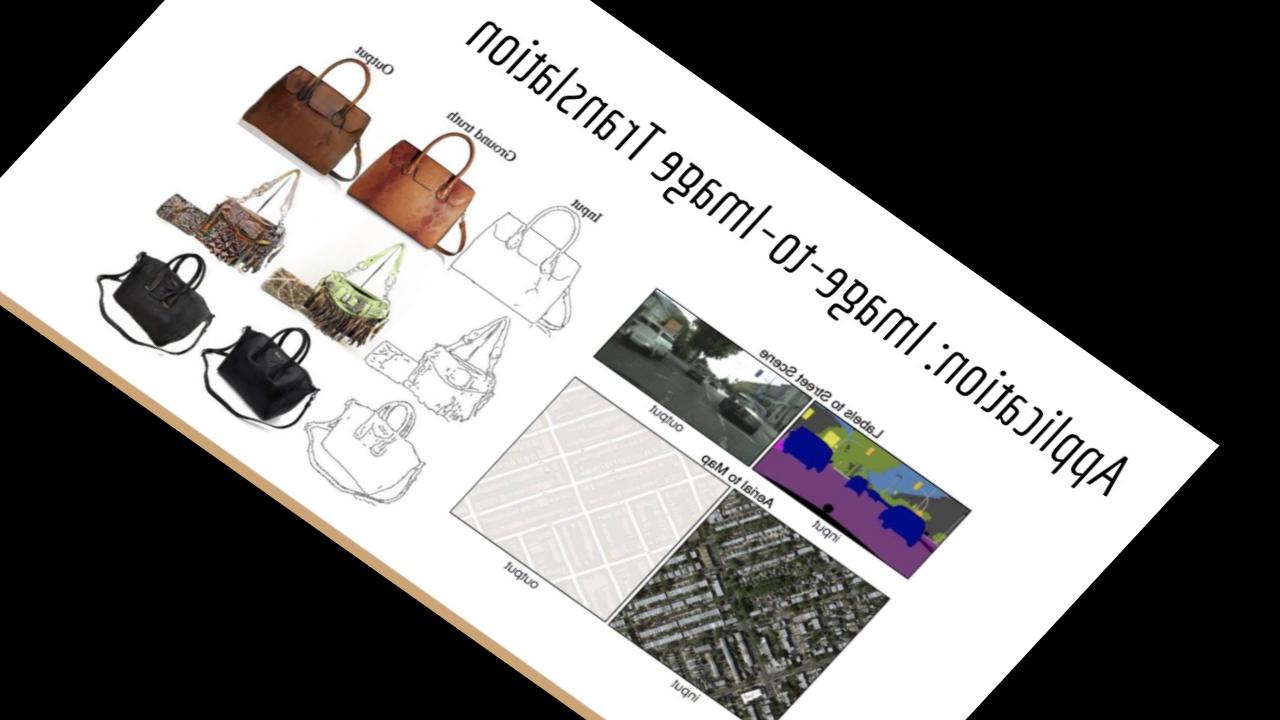 Application: Image-to-Image Translation
Labels to Street Scene
input
output
Aerial to Map
input
output
Input
Ground truth
Output